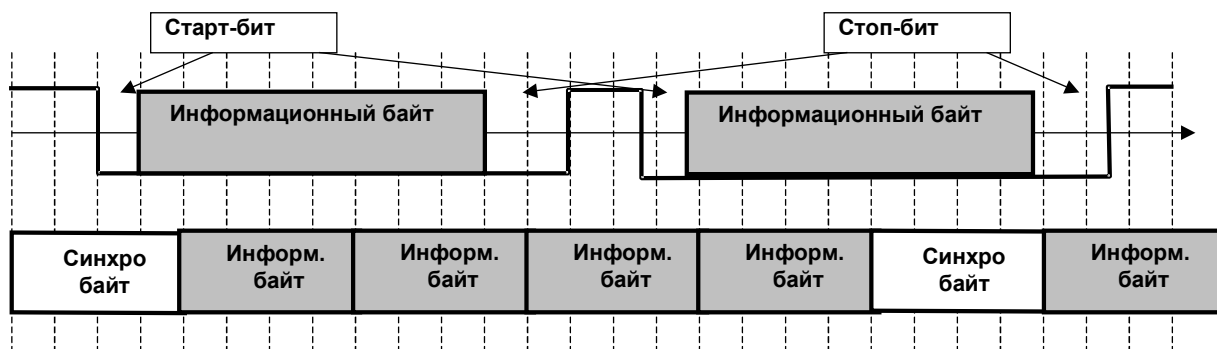 Старт-бит
Стоп-бит
Информационный байт
Информационный байт
Синхро
байт
Информ.
байт
Информ.
байт
Информ.
байт
Информ.
байт
Синхро
байт
Информ.
байт